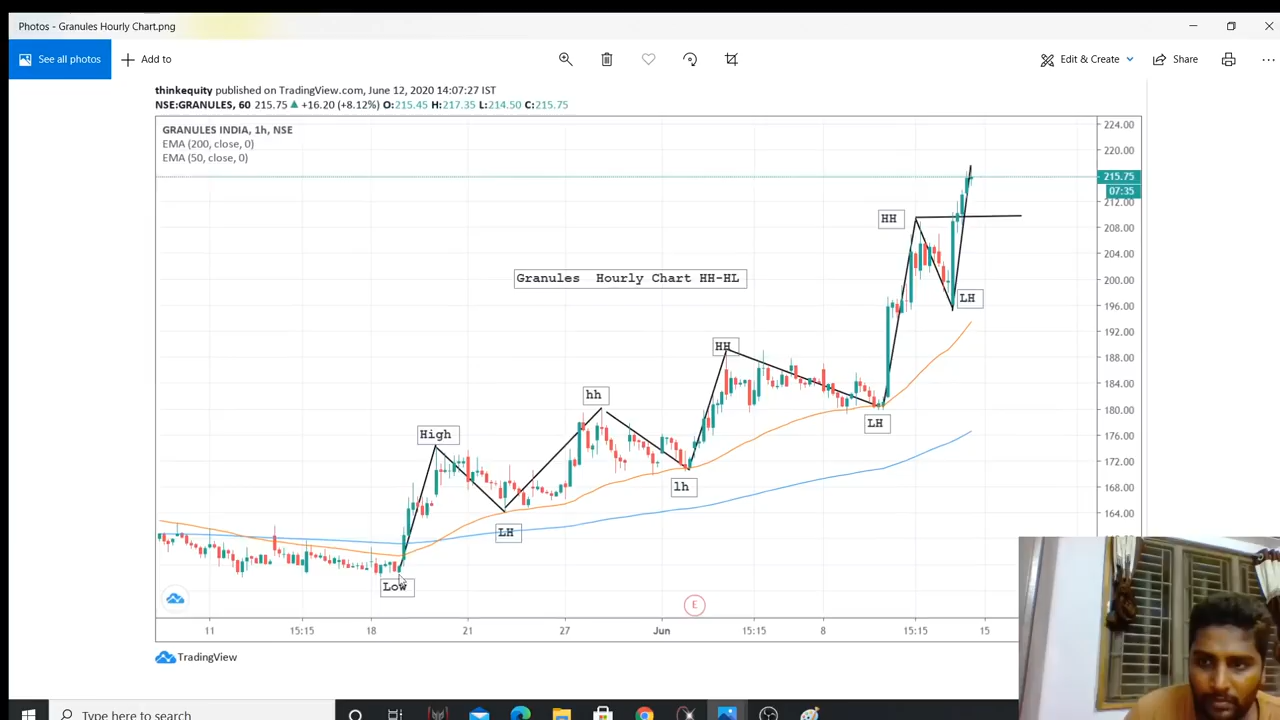 Photos - Granules Hourly Chart.png
See all photos
Add to
Edit & Create
Share
thinkequity published on TradingView.com, June 12, 2020 14:07:27 IST
NSE:GRANULES, 60 215.75 ▲ +16.20 (+8.12%) O:215.45 H:217.35 L:214.50 C:215.75
GRANULES INDIA, 1h, NSE
EMA (200, close, 0)
EMA (50, close, 0)
224.00
220.00
215.75
07:35
212.00
208.00
204.00
200.00
196.00
192.00
188.00
184.00
180.00
176.00
172.00
168.00
164.00
HH
Granules Hourly Chart HH-HL
LH
HH
hh
LH
High
lh
LH
Low
E
11
15:15
18
21
27
Jun
15:15
8
15:15
15
TradingView
Type here to search